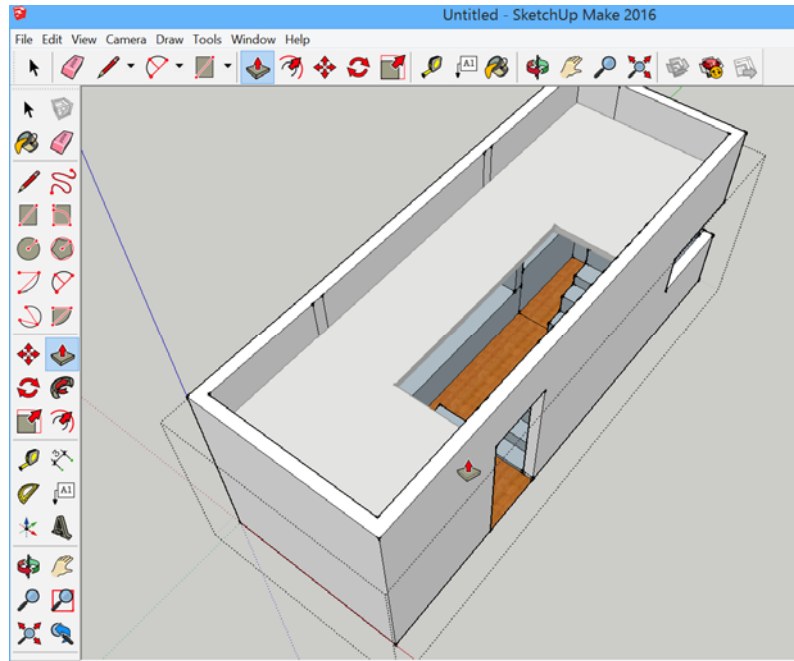 Untitled - SketchUp Make 2016
File Edit View Camera Draw Tools Window Help
A1
A1